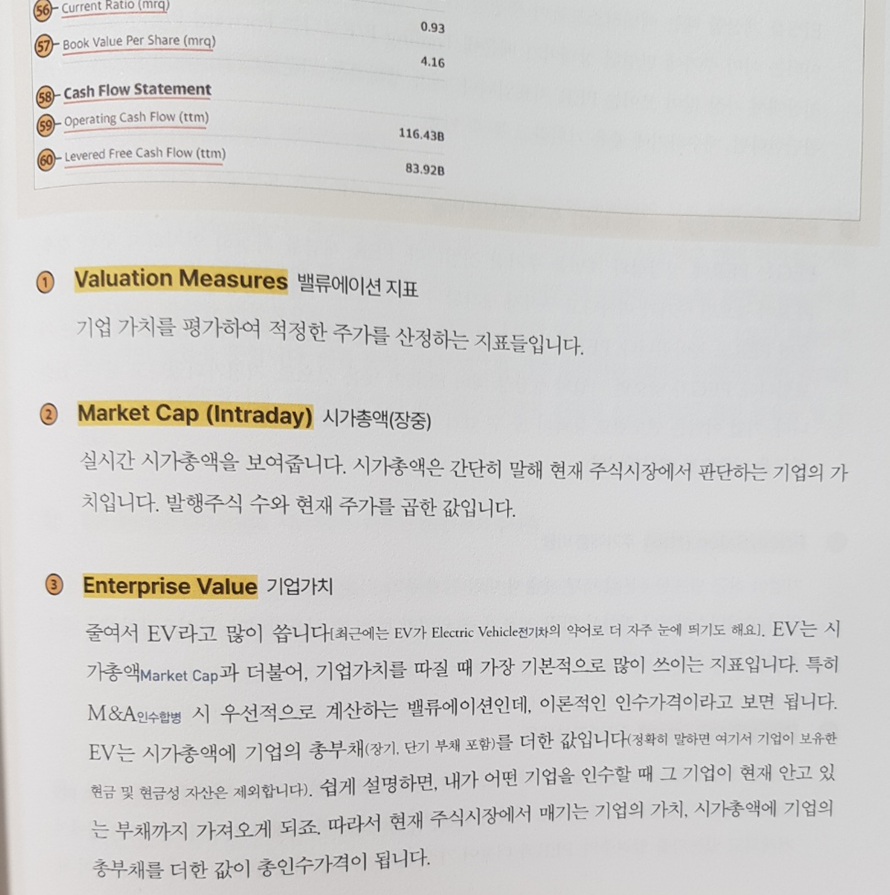 56 Current Ratio (mrq)
0.93
57 Book Value Per Share (mrq)
4.16
58 Cash Flow Statement
59 Operating Cash Flow (ttm)
116.43B
60 Levered Free Cash Flow (ttm)
83.92B
1 Valuation Measures 밸류에이션 지표
기업 가치를 평가하여 적정한 주가를 산정하는 지표들입니다.
2 Market Cap (Intraday) 시가총액(장중)
실시간 시가총액을 보여줍니다. 시가총액은 간단히 말해 현재 주식시장에서 판단하는 기업의 가
치입니다. 발행주식 수와 현재 주가를 곱한 값입니다.
3 Enterprise Value 기업가치
줄여서 EV라고 많이 씁니다[최근에는 EV가 Electric Vehicle전기차의 약어로 더 자주 눈에 띄기도 해요]. EV는 시
가총액Market Cap과 더불어, 기업가치를 따질 때 가장 기본적으로 많이 쓰이는 지표입니다. 특히
M&A인수합병 시 우선적으로 계산하는 밸류에이션인데, 이론적인 인수가격이라고 보면 됩니다.
EV는 시가총액에 기업의 총부채(장기, 단기 부채 포함)를 더한 값입니다(정확히 말하면 여기서 기업이 보유한
현금 및 현금성 자산은 제외합니다). 쉽게 설명하면, 내가 어떤 기업을 인수할 때 그 기업이 현재 안고 있
는 부채까지 가져오게 되죠. 따라서 현재 주식시장에서 매기는 기업의 가치, 시가총액에 기업의
총부채를 더한 값이 총인수가격이 됩니다.